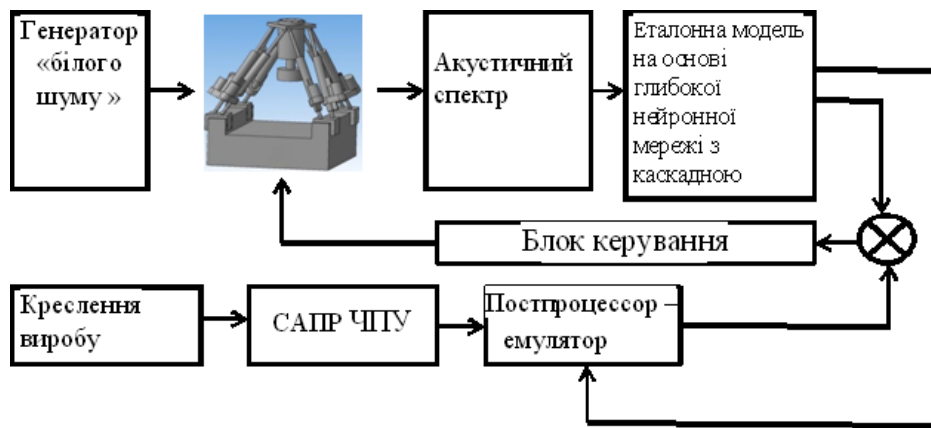 Генератор
«білого
шуму »
Акустичний
спектр
Еталонна модель
на основі
глибокої
нейронної
мережі з
каскадною
Блок керування
Креслення
виробу
САПР ЧПУ
Постпроцессор –
емулятор